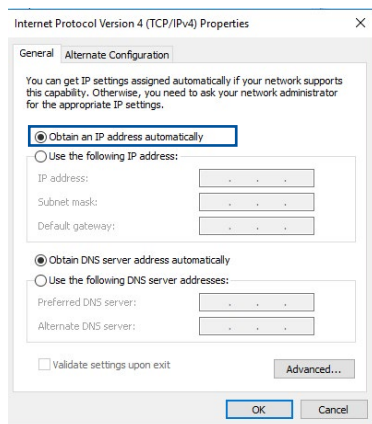 Internet Protocol Version 4 (TCP/IPv4) Properties
General
Alternate Configuration
You can get IP settings assigned automatically if your network supports
this capability. Otherwise, you need to ask your network administrator
for the appropriate IP settings.
Obtain an IP address automatically
Use the following IP address:
IP address:
Subnet mask:
Default gateway:
Obtain DNS server address automatically
Use the following DNS server addresses:
Preferred DNS server:
Alternate DNS server:
Validate settings upon exit
Advanced...
OK
Cancel